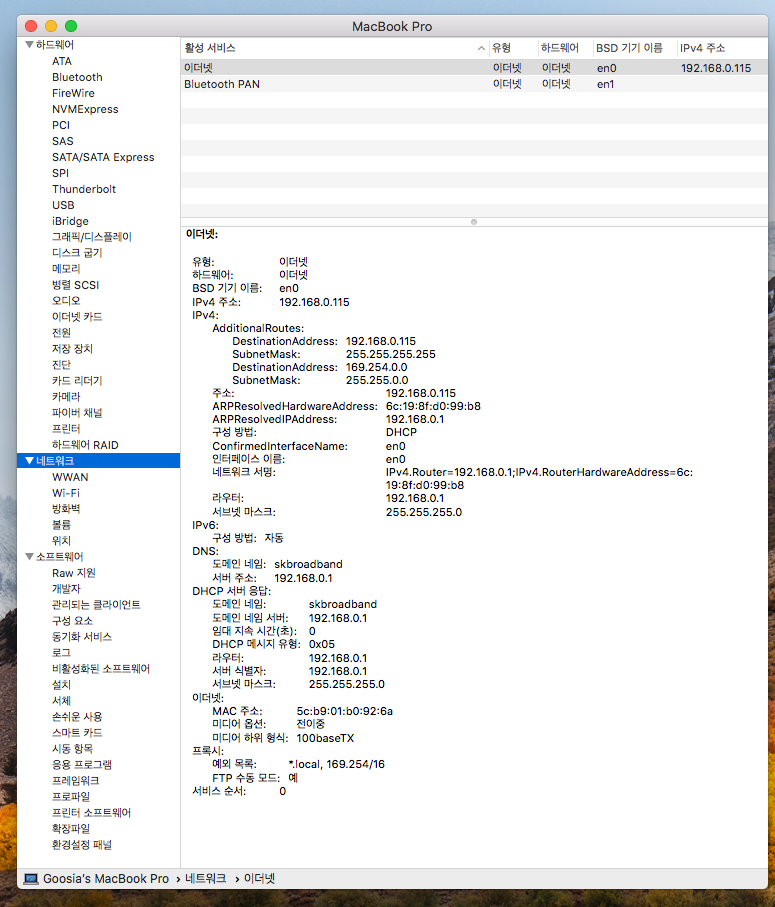 MacBook Pro
하드웨어
ATA
Bluetooth
FireWire
NVMExpress
PCI
SAS
SATA/SATA Express
SPI
Thunderbolt
USB
iBridge
그래픽/디스플레이
디스크 굽기
메모리
병렬 SCSI
오디오
이더넷 카드
전원
저장 장치
진단
카드 리더기
카메라
파이버 채널
프린터
하드웨어 RAID
네트워크
WWAN
Wi-Fi
방화벽
볼륨
위치
소프트웨어
Raw 지원
개발자
관리되는 클라이언트
구성 요소
동기화 서비스
로그
비활성화된 소프트웨어
설치
서체
손쉬운 사용
스마트 카드
시동 항목
응용 프로그램
프레임워크
프로파일
프린터 소프트웨어
확장파일
환경설정 패널
활성 서비스 유형 하드웨어 BSD 기기 이름 IPv4 주소
이더넷 이더넷 이더넷 en0 192.168.0.115
Bluetooth PAN 이더넷 이더넷 en1
이더넷:
유형: 이더넷
하드웨어: 이더넷
BSD 기기 이름: en0
IPv4 주소: 192.168.0.115
IPv4:
AdditionalRoutes:
DestinationAddress: 192.168.0.115
SubnetMask: 255.255.255.255
DestinationAddress: 169.254.0.0
SubnetMask: 255.255.0.0
주소: 192.168.0.115
ARPResolvedHardwareAddress: 6c:19:8f:d0:99:b8
ARPResolvedIPAddress: 192.168.0.1
구성 방법: DHCP
ConfirmedInterfaceName: en0
인터페이스 이름: en0
네트워크 서명: IPv4.Router=192.168.0.1;IPv4.RouterHardwareAddress=6c:
19:8f:d0:99:b8
라우터: 192.168.0.1
서브넷 마스크: 255.255.255.0
IPv6:
구성 방법: 자동
DNS:
도메인 네임: skbroadband
서버 주소: 192.168.0.1
DHCP 서버 응답:
도메인 네임: skbroadband
도메인 네임 서버: 192.168.0.1
임대 지속 시간(초): 0
DHCP 메시지 유형: 0x05
라우터: 192.168.0.1
서버 식별자: 192.168.0.1
서브넷 마스크: 255.255.255.0
이더넷:
MAC 주소: 5c:b9:01:b0:92:6a
미디어 옵션: 전이중
미디어 하위 형식: 100baseTX
프록시:
예외 목록: *.local, 169.254/16
FTP 수동 모드: 예
서비스 순서: 0
Goosia's MacBook Pro › 네트워크 › 이더넷